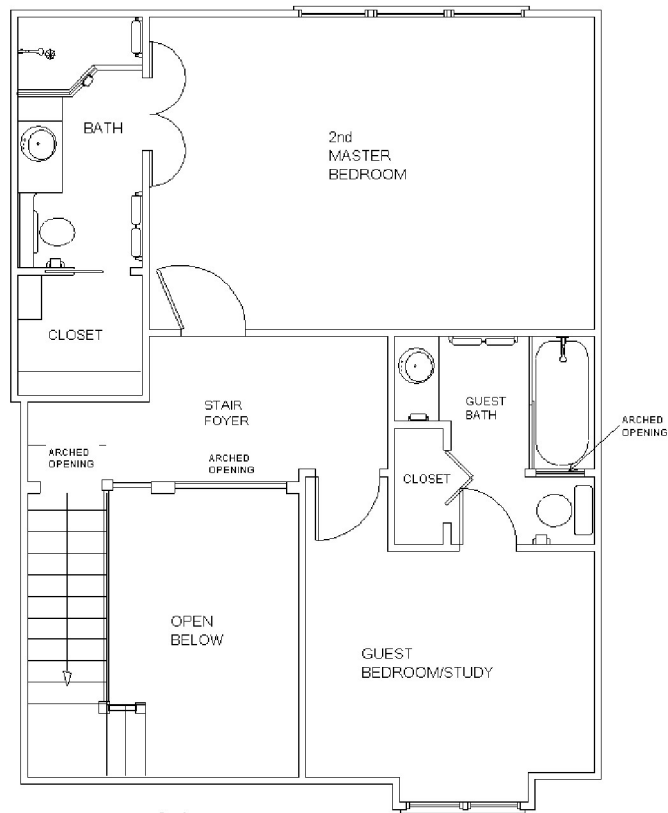 BATH
2nd
MASTER
BEDROOM
CLOSET
STAIR
FOYER
GUEST
BATH
ARCHED
OPENING
ARCHED
OPENING
ARCHED
OPENING
CLOSET
OPEN
BELOW
GUEST
BEDROOM/STUDY